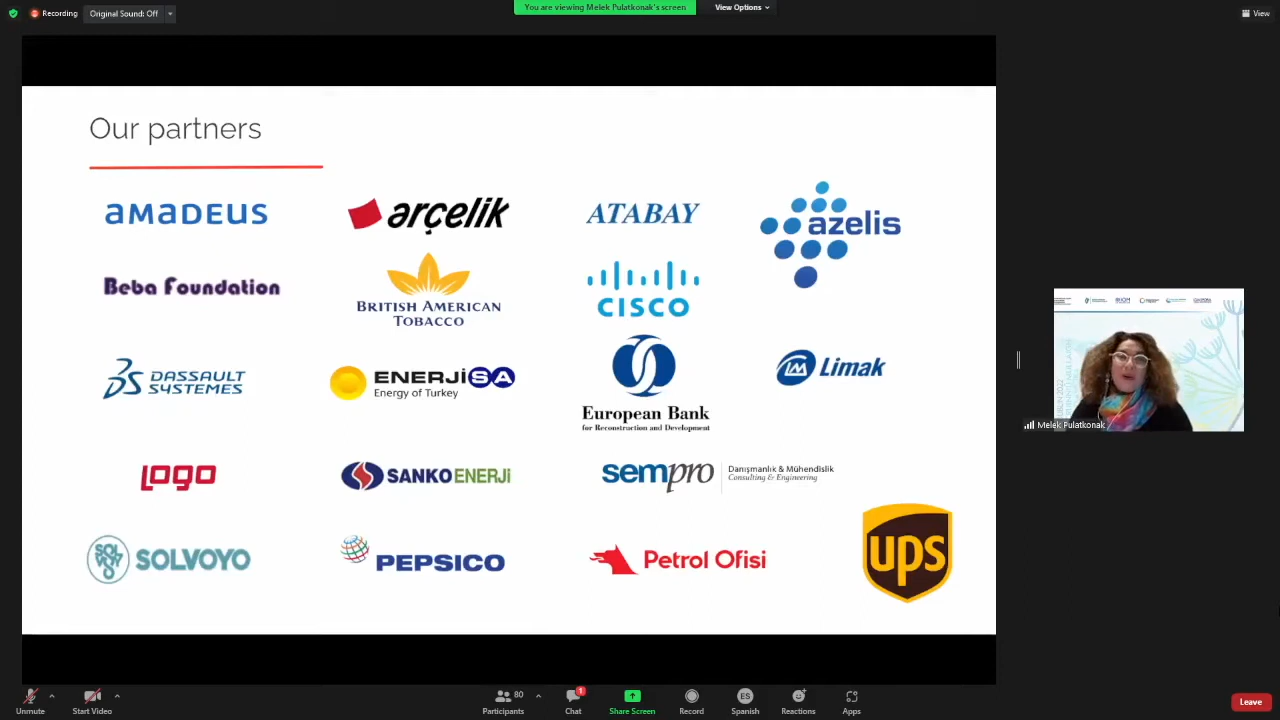 Recording
Original Sound: Off
You are viewing Melek Pulatkonak's screen
View Options
View
Our partners
amadeus
arçelik
ATABAY
azelis
Beba Foundation
BRITISH AMERICAN
TOBACCO
CISCO
DASSAULT
SYSTEMES
ENERJİSA
Energy of Turkey
European Bank
for Reconstruction and Development
Limak
LOGO
SANKO ENERJİ
sempro
Danışmanlık & Mühendislik
Consulting & Engineering
SOLVOYO
PEPSICO
Petrol Ofisi
ups
Melek Pulatkonak
Unmute
Start Video
80
Participants
1
Chat
Share Screen
Record
ES
Spanish
Reactions
Apps
Leave